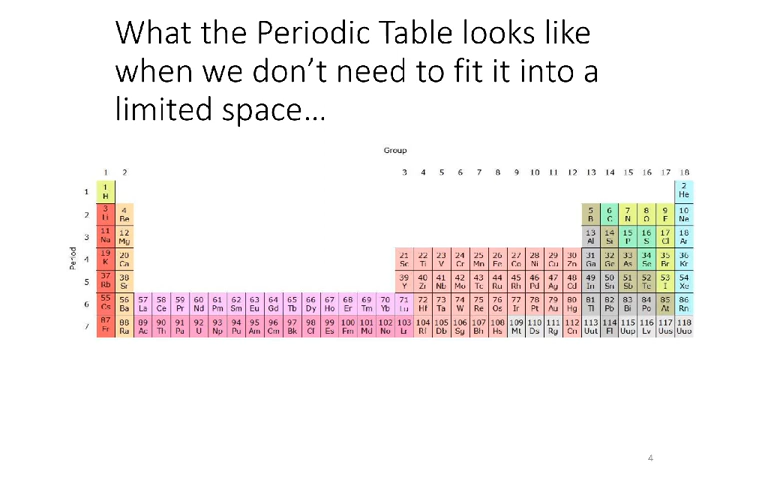 What the Periodic Table looks like
when we don't need to fit it into a
limited space...
Group
1 2 3 4 5 6 7 8 9 10 11 12 13 14 15 16 17 18
Period
1 1 2
H He
2 3 4 5 6 7 8 9 10
Li Be B C N O F Ne
3 11 12 13 14 15 16 17 18
Na Mg Al Si P S Cl Ar
4 19 20 21 22 23 24 25 26 27 28 29 30 31 32 33 34 35 36
K Ca Sc Ti V Cr Mn Fe Co Ni Cu Zn Ga Ge As Se Br Kr
5 37 38 39 40 41 42 43 44 45 46 47 48 49 50 51 52 53 54
Rb Sr Y Zr Nb Mo Tc Ru Rh Pd Ag Cd In Sn Sb Te I Xe
6 55 56 57 58 59 60 61 62 63 64 65 66 67 68 69 70 71 72 73 74 75 76 77 78 79 80 81 82 83 84 85 86
Cs Ba La Ce Pr Nd Pm Sm Eu Gd Tb Dy Ho Er Tm Yb Lu Hf Ta W Re Os Ir Pt Au Hg Tl Pb Bi Po At Rn
7 87 88 89 90 91 92 93 94 95 96 97 98 99 100 101 102 103 104 105 106 107 108 109 110 111 112 113 114 115 116 117 118
Fr Ra Ac Th Pa U Np Pu Am Cm Bk Cf Es Fm Md No Lr Rf Db Sg Bh Hs Mt Ds Rg Cn Uut Fl Uup Lv Uus Uuo
4